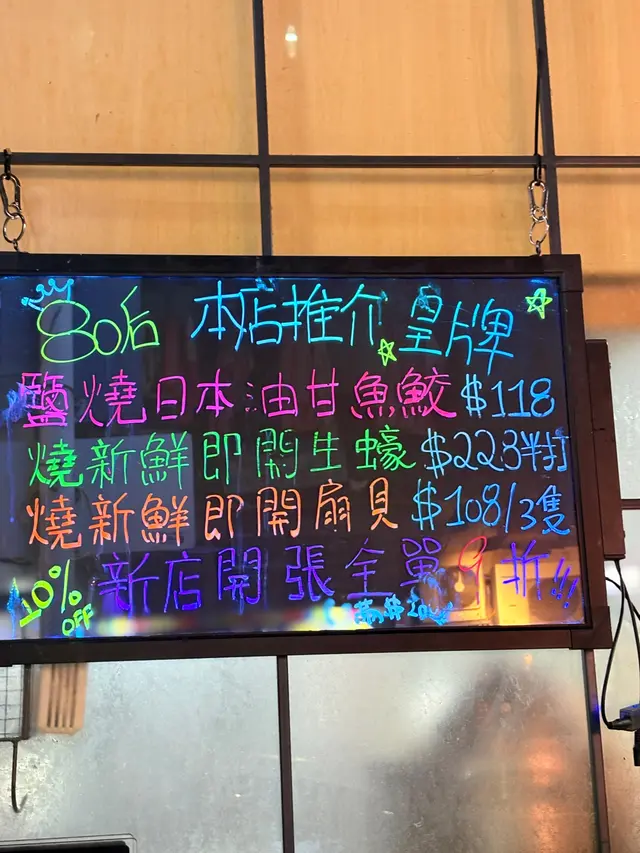 80后 本店推介 皇牌
鹽燒日本油甘魚鮫 $118
燒新鮮即開生蠔 $228半打
燒新鮮即開扇貝 $108/3隻
10% OFF 新店開張全單9折!!!